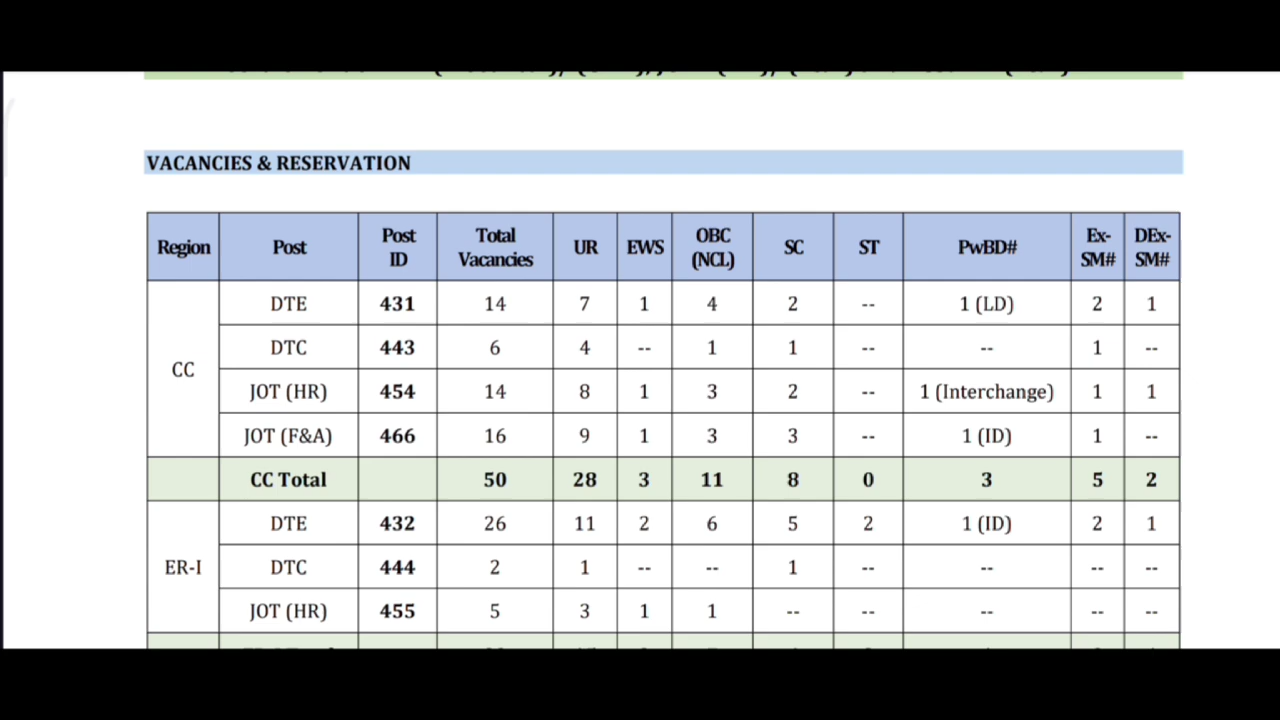 VACANCIES & RESERVATION
Region Post Post ID Total Vacancies UR EWS OBC (NCL) SC ST PwBD# Ex-SM# DEx-SM#
CC DTE 431 14 7 1 4 2 -- 1 (LD) 2 1
DTC 443 6 4 -- 1 1 -- -- 1 --
JOT (HR) 454 14 8 1 3 2 -- 1 (Interchange) 1 1
JOT (F&A) 466 16 9 1 3 3 -- 1 (ID) 1 --
CC Total 50 28 3 11 8 0 3 5 2
ER-I DTE 432 26 11 2 6 5 2 1 (ID) 2 1
DTC 444 2 1 -- -- 1 -- -- -- --
JOT (HR) 455 5 3 1 1 -- -- -- -- --